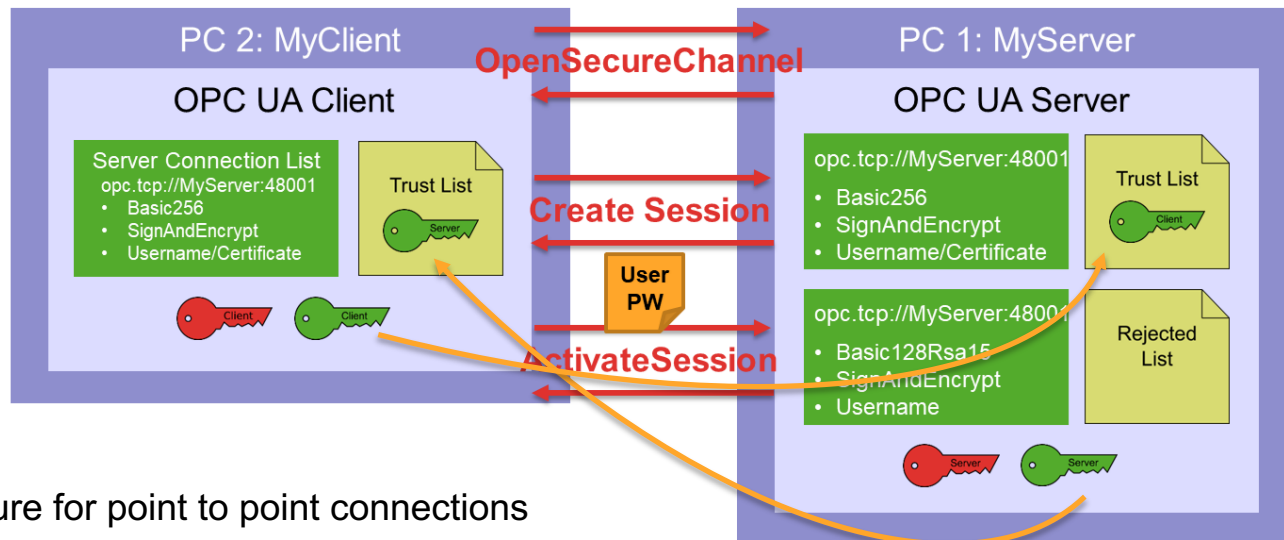 PC 2: MyClient
OPC UA Client
Server Connection List
opc.tcp://MyServer:48001
• Basic256
• SignAndEncrypt
• Username/Certificate
Trust List
Server
Client
Client
OpenSecureChannel
Create Session
User
PW
ActivateSession
PC 1: MyServer
OPC UA Server
opc.tcp://MyServer:48001
• Basic256
• SignAndEncrypt
• Username/Certificate
Trust List
Client
opc.tcp://MyServer:48001
• Basic128Rsa15
• SignAndEncrypt
• Username
Rejected
List
Server
Server
ure for point to point connections